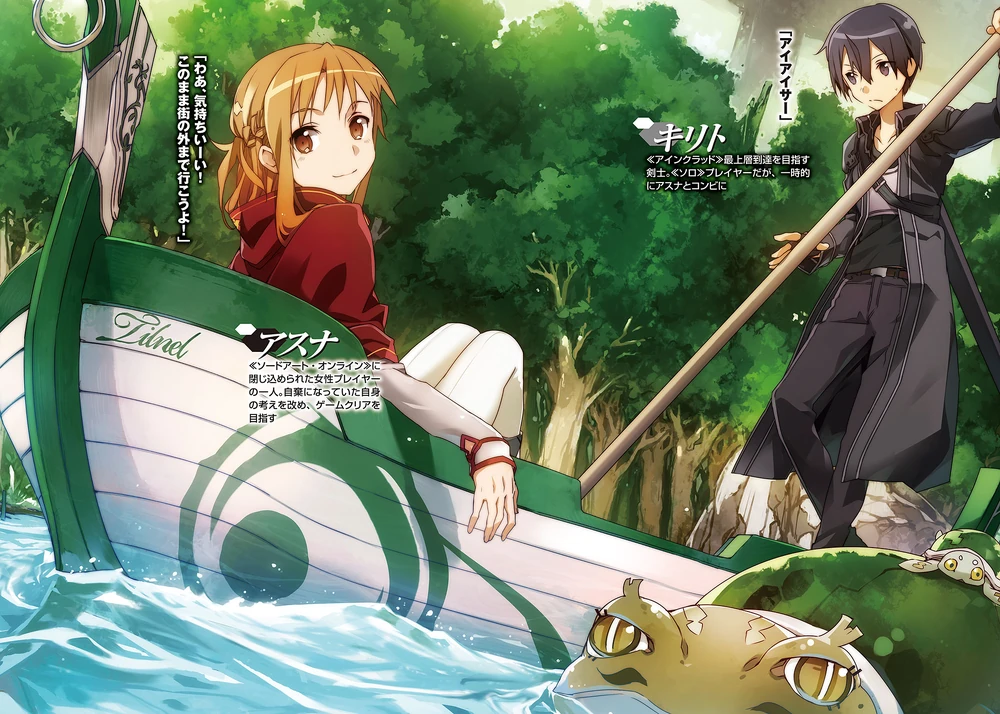 「アイアイサー」
キリト
≪アインクラッド≫最上層到達を目指す
剣士。≪ソロ≫プレイヤーだが、一時的
にアスナとコンビに
「わあ、気持ちいーい！
このまま街の外まで行こうよ！」
アスナ
≪ソードアート・オンライン≫に
閉じ込められた女性プレイヤー
の一人。自棄になっていた自身
の考えを改め、ゲームクリアを
目指す
Tilnel